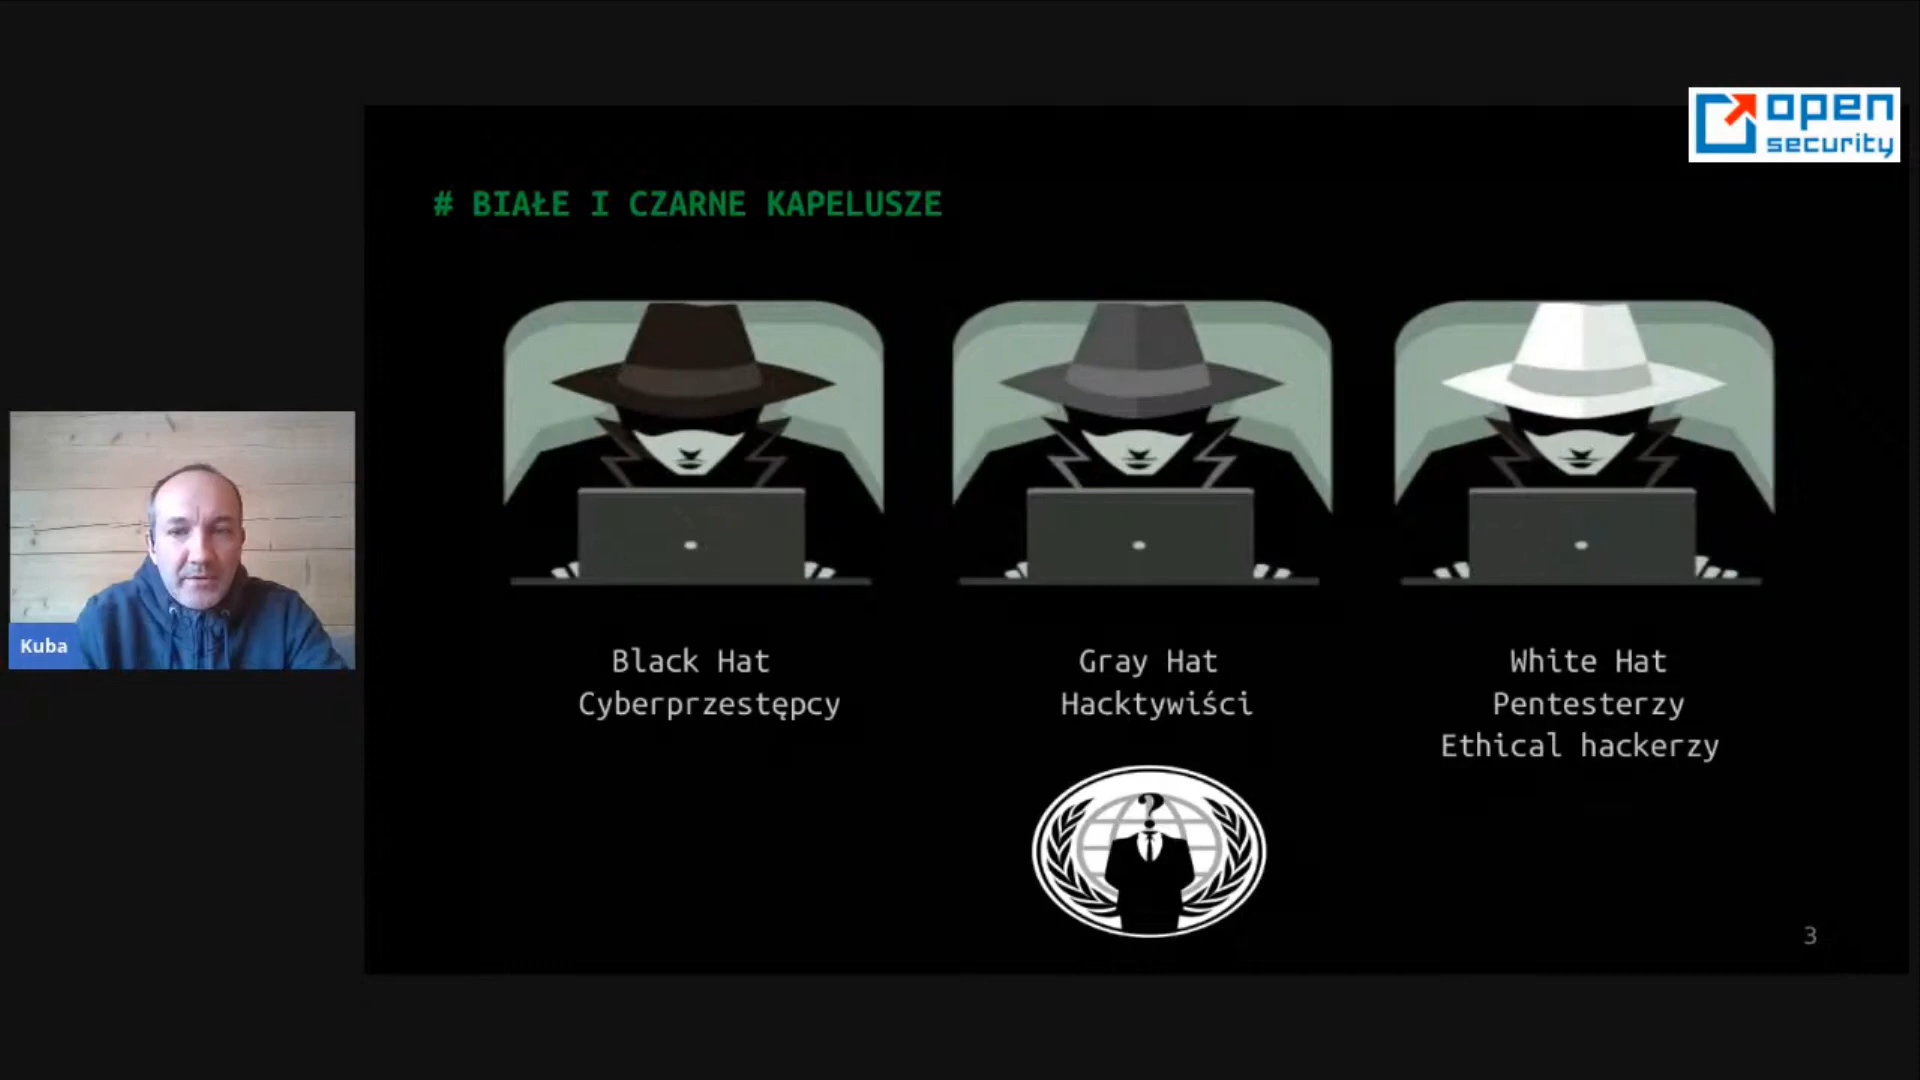 open
security
# BIAŁE I CZARNE KAPELUSZE
Black Hat
Cyberprzestępcy
Gray Hat
Hacktywiści
?
White Hat
Pentesterzy
Ethical hackerzy
Kuba
3